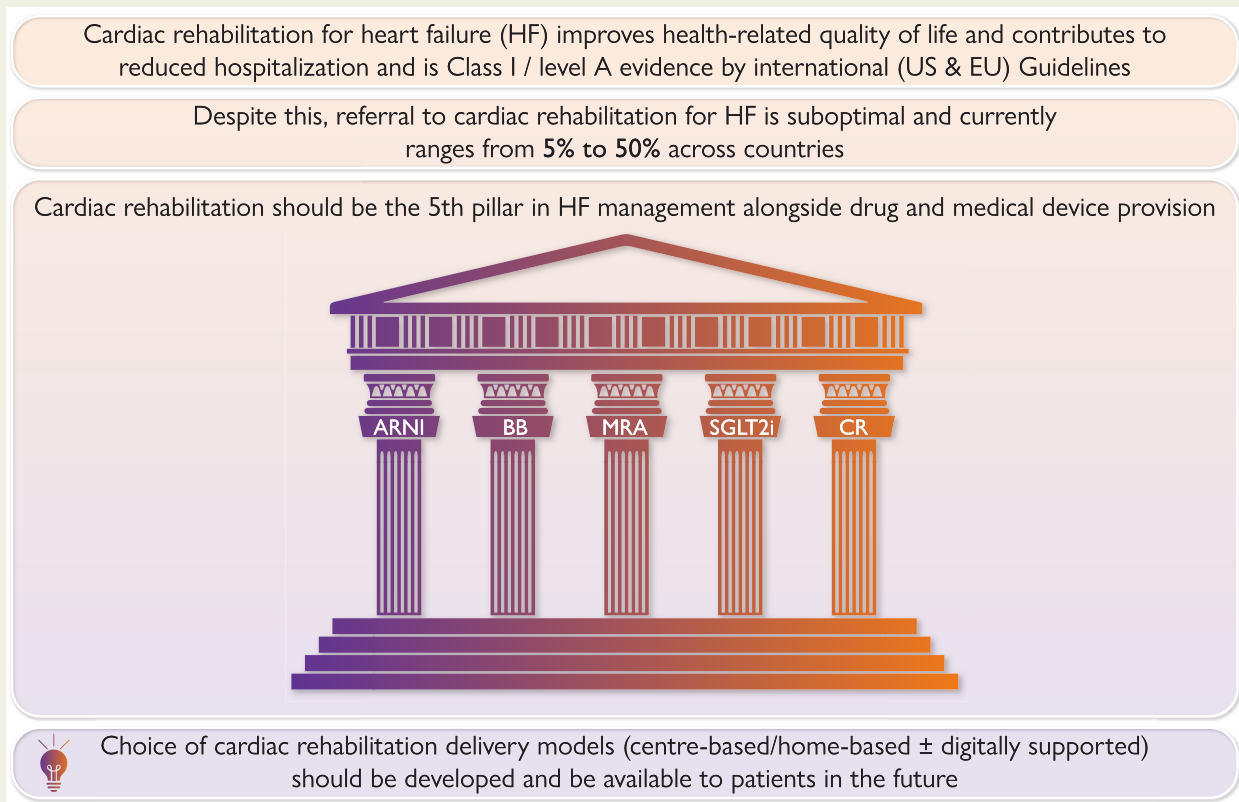 Cardiac rehabilitation for heart failure (HF) improves health-related quality of life and contributes to
reduced hospitalization and is Class I / level A evidence by international (US & EU) Guidelines
Despite this, referral to cardiac rehabilitation for HF is suboptimal and currently
ranges from 5% to 50% across countries
Cardiac rehabilitation should be the 5th pillar in HF management alongside drug and medical device provision
ARNI BB MRA SGLT2i CR
Choice of cardiac rehabilitation delivery models (centre-based/home-based ± digitally supported)
should be developed and be available to patients in the future